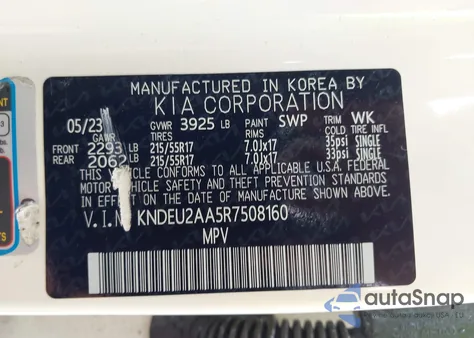 MANUFACTURED IN KOREA BY
KIA CORPORATION
05/23 GVWR 3925 LB PAINT SWP TRIM WK
GAWR TIRES RIMS COLD TIRE INFL
FRONT 2293 LB 215/55R17 7.0Jx17 35psi SINGLE
REAR 2062 LB 215/55R17 7.0Jx17 33psi SINGLE
THIS VEHICLE CONFORMS TO ALL APPLICABLE FEDERAL
MOTOR VEHICLE SAFETY, BUMPER, AND THEFT PREVENTION
STANDARDS IN EFFECT ON THE DATE OF MANUFACTURE
SHOWN ABOVE.
V.I.N KNDEU2AA5R7508160
MPV
autoSnap